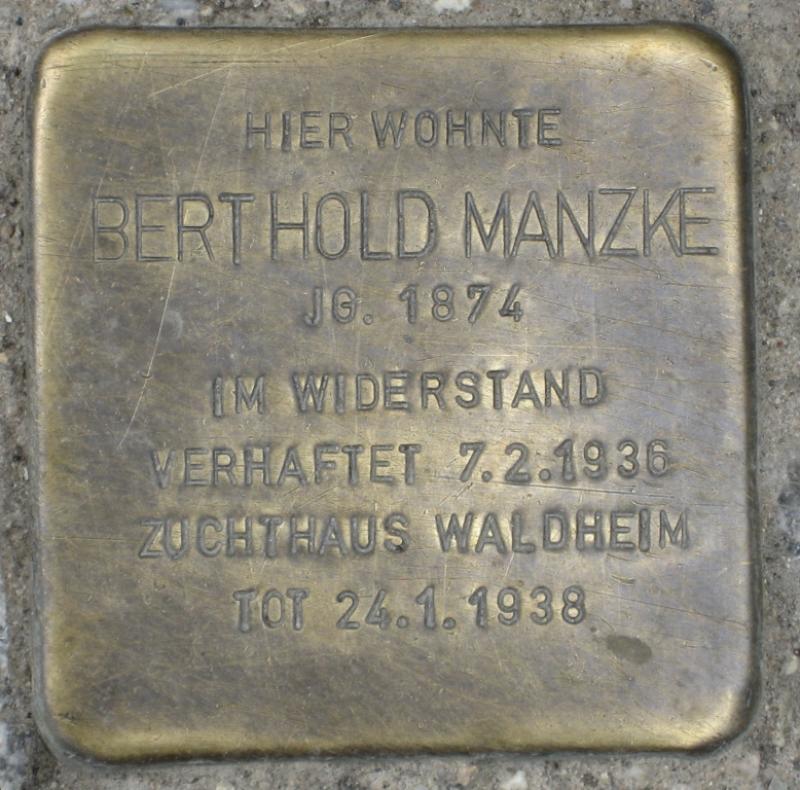 HIER WOHNTE
BERTHOLD MANZKE
JG. 1874
IM WIDERSTAND
VERHAFTET 7.2.1936
ZUCHTHAUS WALDHEIM
TOT 24.1.1938